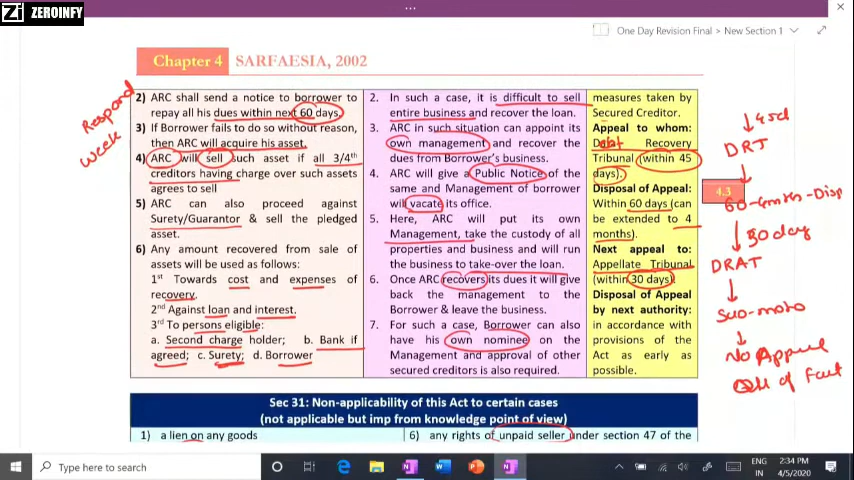 Zi ZEROINFY
One Day Revision Final > New Section 1
Chapter 4 SARFAESIA, 2002
Respond
week
2) ARC shall send a notice to borrower to
repay all his dues within next 60 days.
3) If Borrower fails to do so without reason,
then ARC will acquire his asset.
4) ARC will sell such asset if all 3/4th
creditors having charge over such assets
agrees to sell
5) ARC can also proceed against
Surety/Guarantor & sell the pledged
asset.
6) Any amount recovered from sale of
assets will be used as follows:
1st Towards cost and expenses of
recovery.
2nd Against loan and interest.
3rd To persons eligible:
a. Second charge holder; b. Bank if
agreed; c. Surety; d. Borrower
2. In such a case, it is difficult to sell
entire business and recover the loan.
3. ARC in such situation can appoint its
own management and recover the
dues from Borrower's business.
4. ARC will give a Public Notice of
the same and Management of borrower
will vacate its office.
5. Here, ARC will put its own
Management, take the custody of all
properties and business and will run
the business to take-over the loan.
6. Once ARC recovers its dues it will give
back the management to the
Borrower & leave the business.
7. For such a case, Borrower can also
have his own nominee on the
Management and approval of other
secured creditors is also required.
measures taken by
Secured Creditor.
Appeal to whom:
Debt Recovery
Tribunal (within 45
days).
Disposal of Appeal:
Within 60 days (can
be extended to 4
months).
Next appeal to:
Appellate Tribunal
(within 30 days)
Disposal of Appeal
by next authority:
in accordance with
provisions of the
Act as early as
possible.
4.3
45d
DRT
60-4mths-Disp
30 day
DRAT
Suo-moto
No Appeal
Q of Fact
Sec 31: Non-applicability of this Act to certain cases
(not applicable but imp from knowledge point of view)
1) a lien on any goods
6) any rights of unpaid seller under section 47 of the
Type here to search
ENG
IN
2:34 PM
4/5/2020